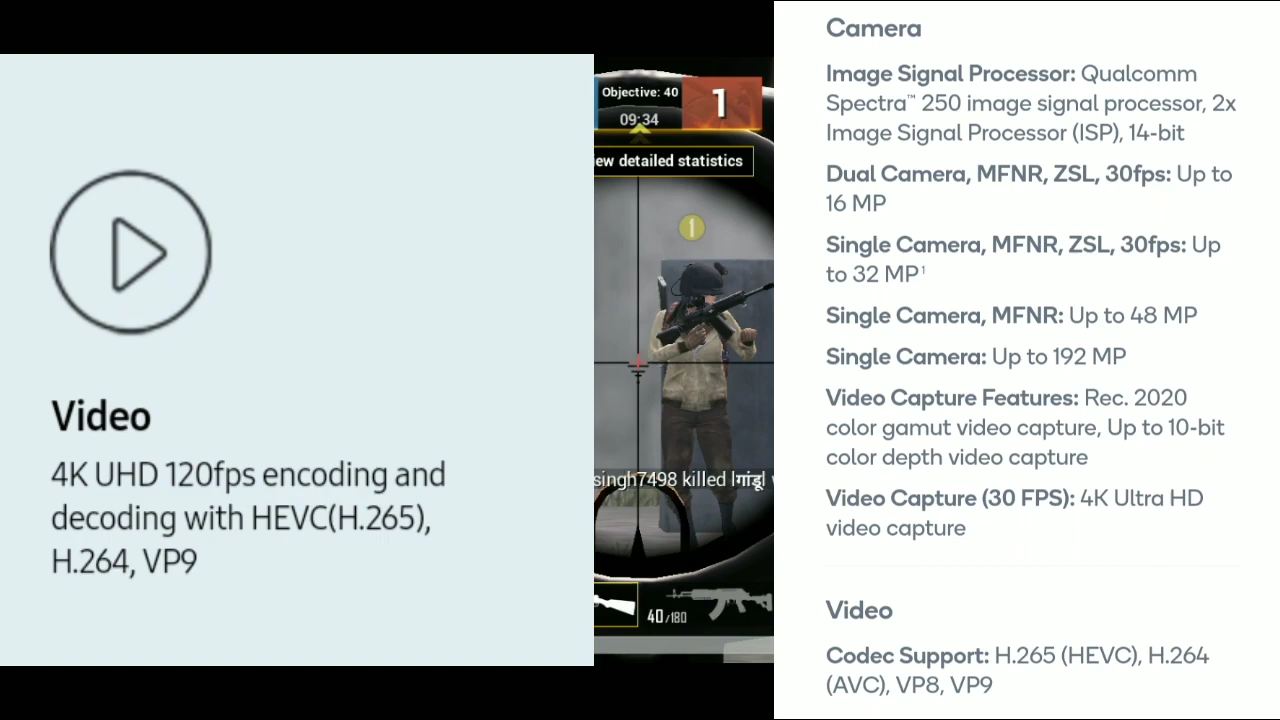 Video
4K UHD 120fps encoding and
decoding with HEVC(H.265),
H.264, VP9
Objective: 40
1
09:34
ew detailed statistics
1
singh7498 killed lगांडूl
40/180
Camera
Image Signal Processor: Qualcomm
Spectra™ 250 image signal processor, 2x
Image Signal Processor (ISP), 14-bit
Dual Camera, MFNR, ZSL, 30fps: Up to
16 MP
Single Camera, MFNR, ZSL, 30fps: Up
to 32 MP¹
Single Camera, MFNR: Up to 48 MP
Single Camera: Up to 192 MP
Video Capture Features: Rec. 2020
color gamut video capture, Up to 10-bit
color depth video capture
Video Capture (30 FPS): 4K Ultra HD
video capture
Video
Codec Support: H.265 (HEVC), H.264
(AVC), VP8, VP9